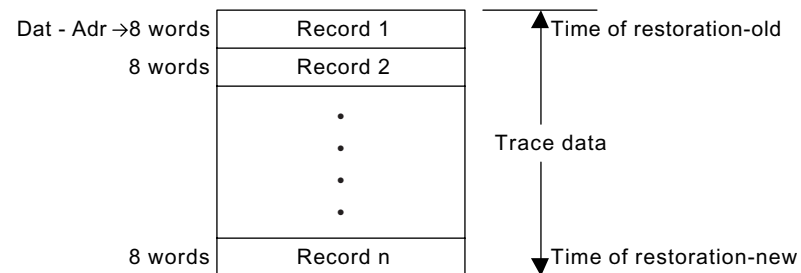 Dat - Adr →8 words Record 1 Time of restoration-old
8 words Record 2
Trace data
8 words Record n Time of restoration-new